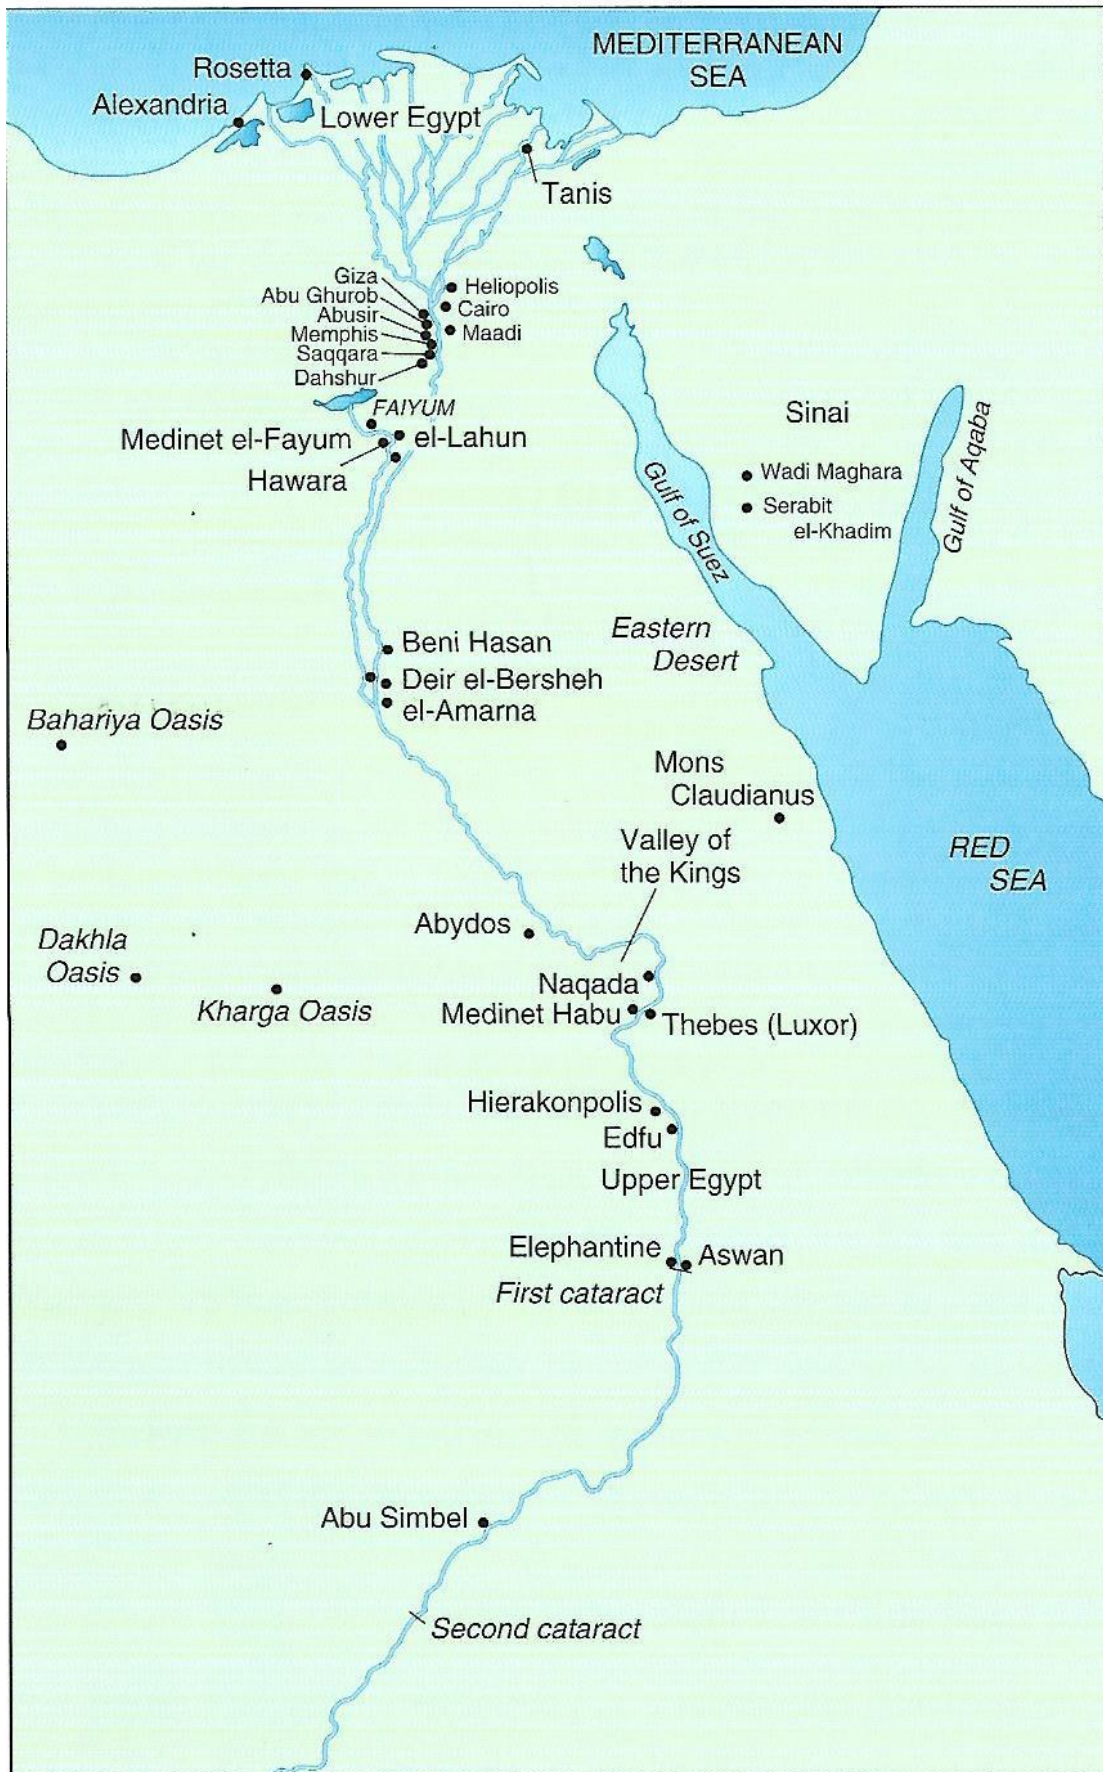 MEDITERRANEAN
SEA
Rosetta
Alexandria
Lower Egypt
Tanis
Giza
Abu Ghurob
Abusir
Memphis
Saqqara
Dahshur
Heliopolis
Cairo
Maadi
FAIYUM
Medinet el-Fayum
el-Lahun
Hawara
Sinai
Wadi Maghara
Serabit
el-Khadim
Gulf of Suez
Gulf of Aqaba
Eastern
Desert
Beni Hasan
Deir el-Bersheh
el-Amarna
Bahariya Oasis
Mons
Claudianus
Valley of
the Kings
RED
SEA
Abydos
Dakhla
Oasis
Kharga Oasis
Naqada
Medinet Habu
Thebes (Luxor)
Hierakonpolis
Edfu
Upper Egypt
Elephantine
Aswan
First cataract
Abu Simbel
Second cataract